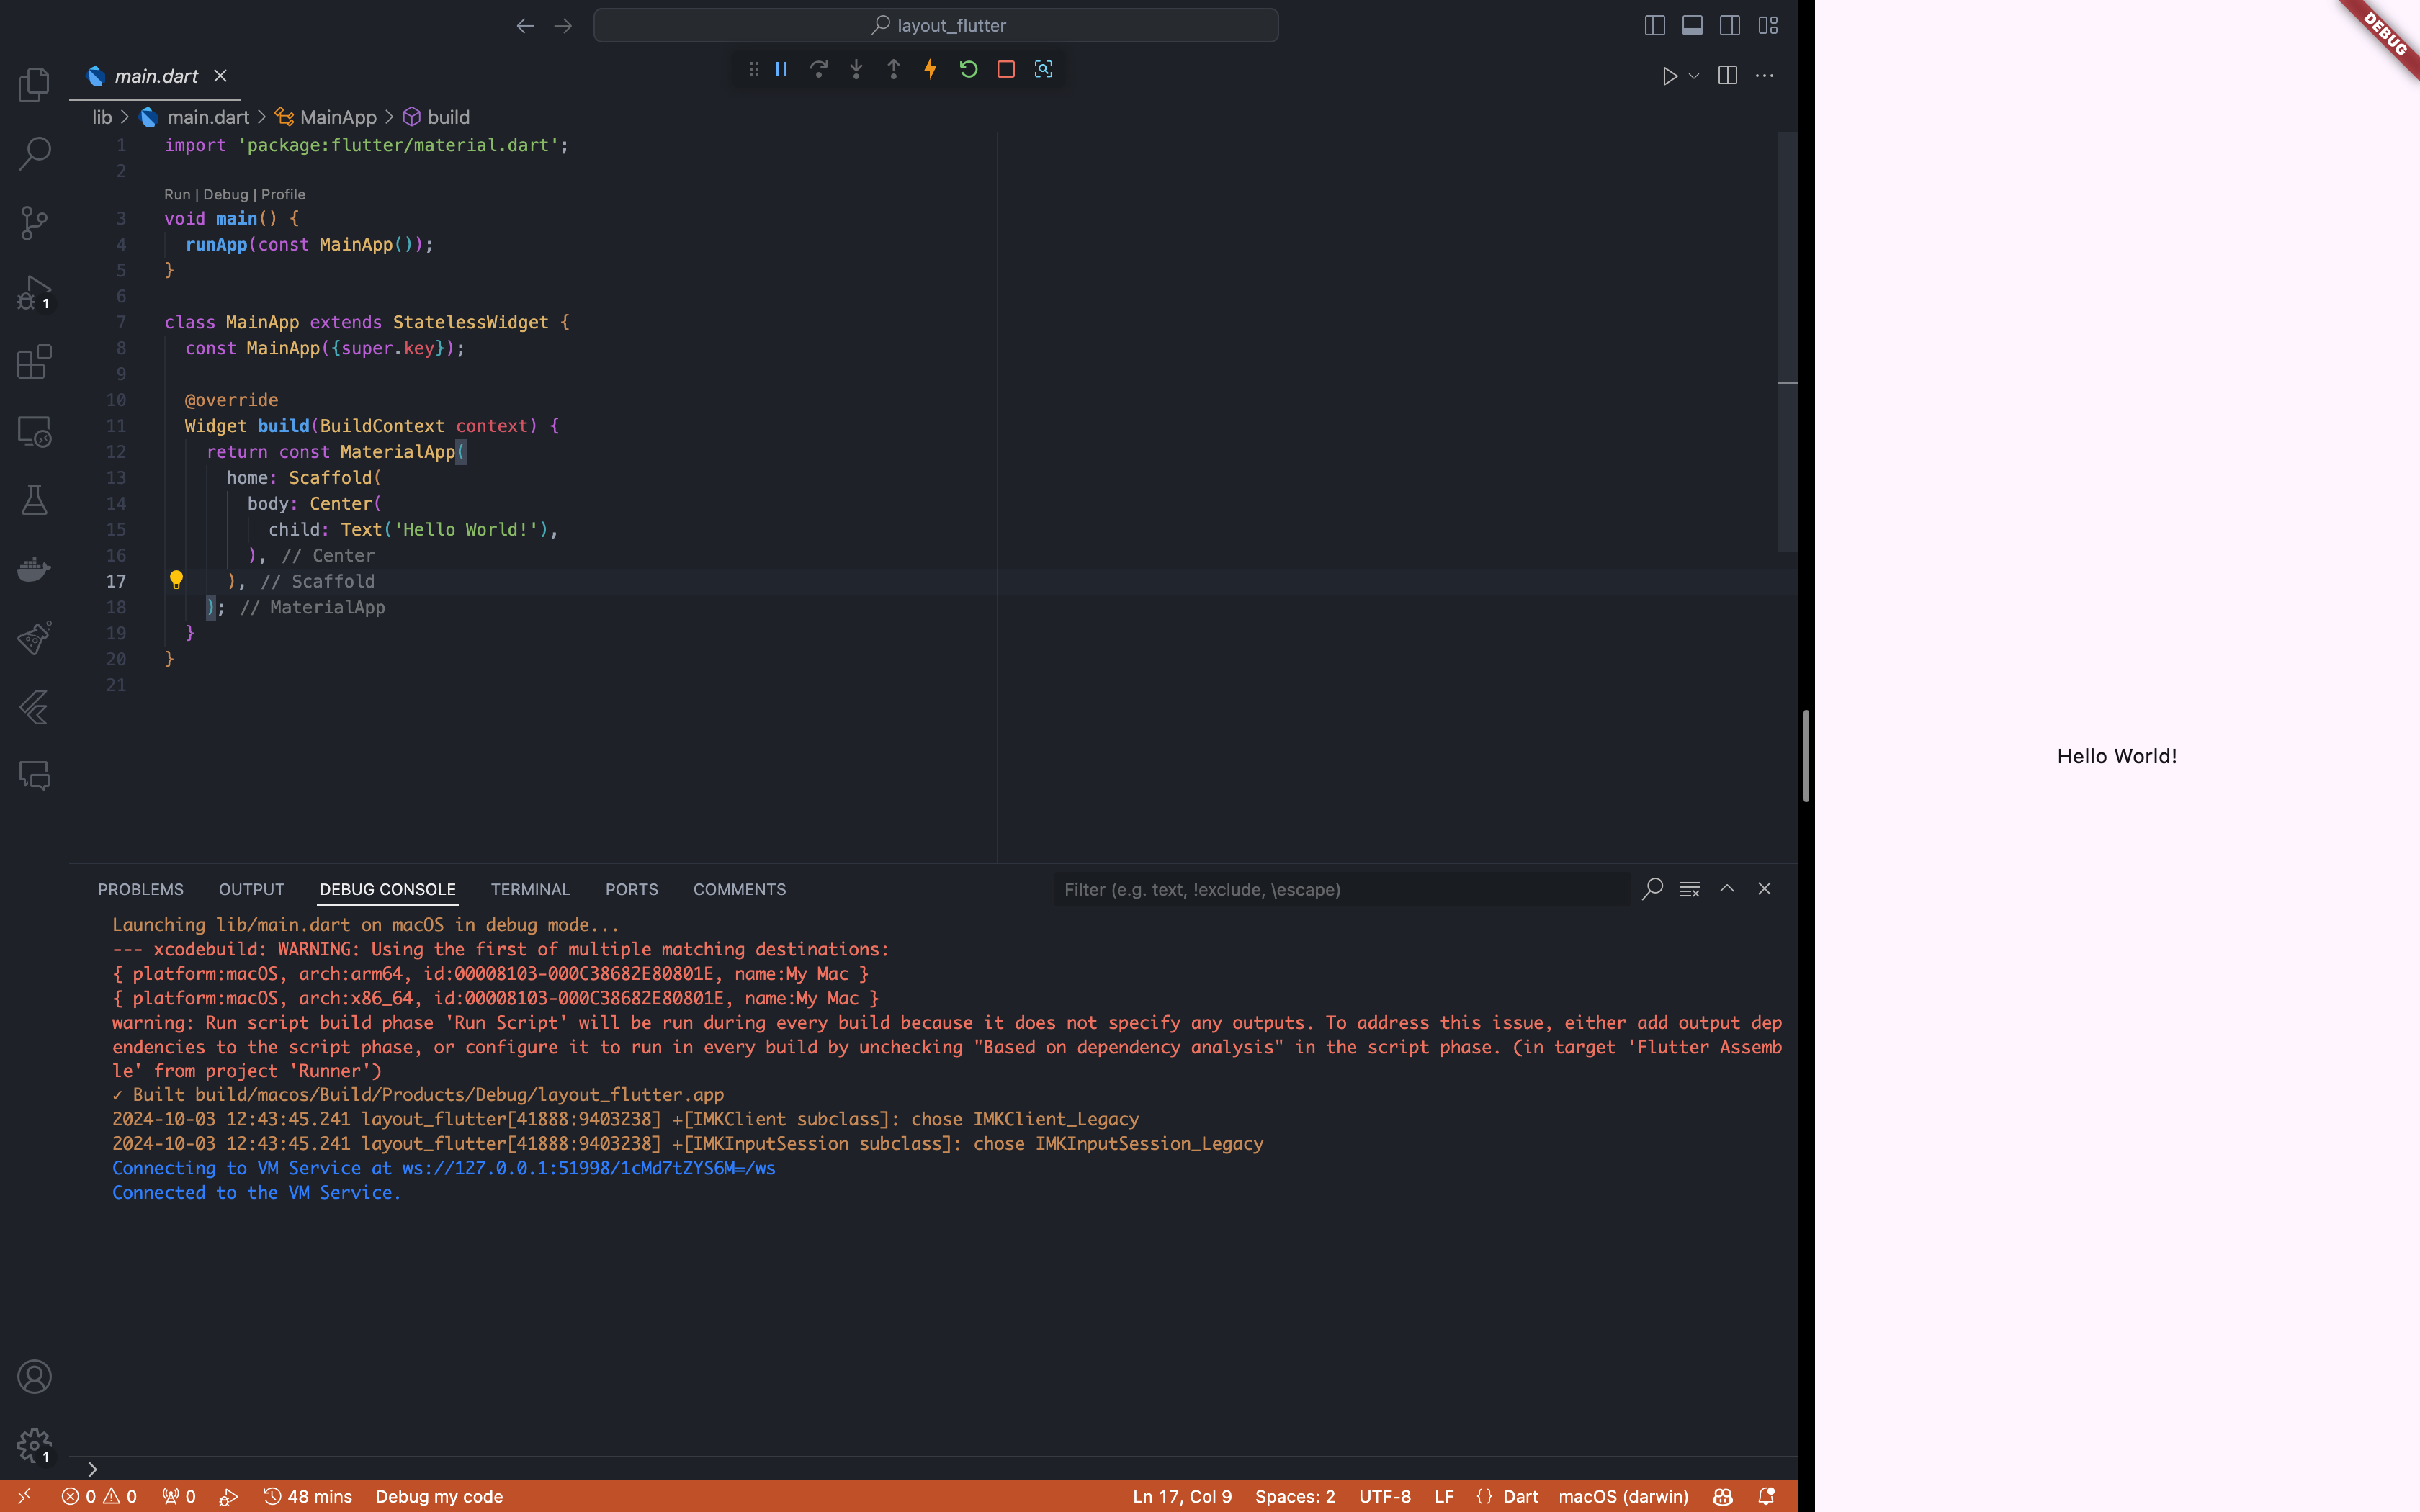 layout_flutter
DEBUG
main.dart
lib > main.dart > MainApp > build
1 import 'package:flutter/material.dart';
2
Run | Debug | Profile
3 void main() {
4 runApp(const MainApp());
5 }
6
7 class MainApp extends StatelessWidget {
8 const MainApp({super.key});
9
10 @override
11 Widget build(BuildContext context) {
12 return const MaterialApp(
13 home: Scaffold(
14 body: Center(
15 child: Text('Hello World!'),
16 ), // Center
17 ), // Scaffold
18 ); // MaterialApp
19 }
20 }
21
1
Hello World!
PROBLEMS OUTPUT DEBUG CONSOLE TERMINAL PORTS COMMENTS Filter (e.g. text, !exclude, \escape)
Launching lib/main.dart on macOS in debug mode...
--- xcodebuild: WARNING: Using the first of multiple matching destinations:
{ platform:macOS, arch:arm64, id:00008103-000C38682E80801E, name:My Mac }
{ platform:macOS, arch:x86_64, id:00008103-000C38682E80801E, name:My Mac }
warning: Run script build phase 'Run Script' will be run during every build because it does not specify any outputs. To address this issue, either add output dep
endencies to the script phase, or configure it to run in every build by unchecking "Based on dependency analysis" in the script phase. (in target 'Flutter Assemb
le' from project 'Runner')
✓ Built build/macos/Build/Products/Debug/layout_flutter.app
2024-10-03 12:43:45.241 layout_flutter[41888:9403238] +[IMKClient subclass]: chose IMKClient_Legacy
2024-10-03 12:43:45.241 layout_flutter[41888:9403238] +[IMKInputSession subclass]: chose IMKInputSession_Legacy
Connecting to VM Service at ws://127.0.0.1:51998/1cMd7tZYS6M=/ws
Connected to the VM Service.
1
>
0 0 0 48 mins Debug my code Ln 17, Col 9 Spaces: 2 UTF-8 LF {} Dart macOS (darwin)